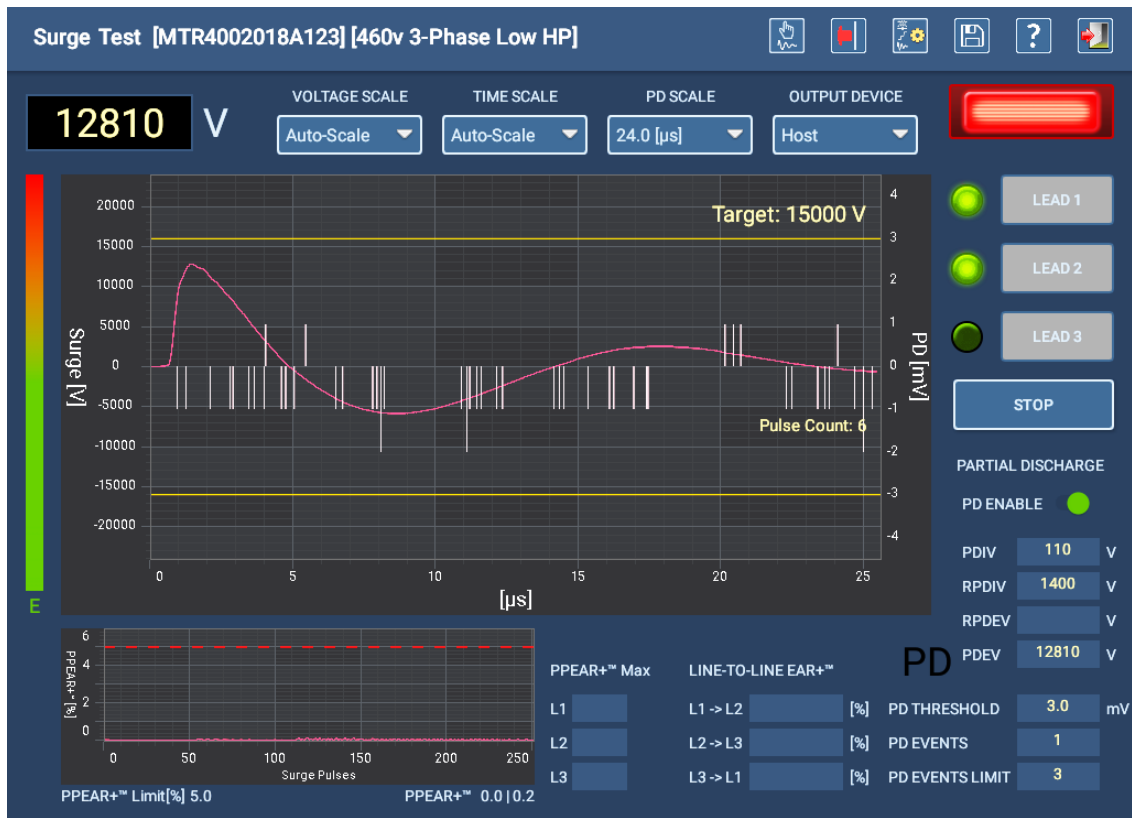 Surge Test [MTR4002018A123] [460v 3-Phase Low HP]
?
12810 V
VOLTAGE SCALE
Auto-Scale
TIME SCALE
Auto-Scale
PD SCALE
24.0 [µs]
OUTPUT DEVICE
Host
Target: 15000 V
Surge [V]
20000
15000
10000
5000
0
-5000
-10000
-15000
-20000
PD [mV]
4
3
2
1
0
-1
-2
-3
-4
Pulse Count: 6
0 5 10 15 20 25
[µs]
E
LEAD 1
LEAD 2
LEAD 3
STOP
PARTIAL DISCHARGE
PD ENABLE
PDIV 110 V
RPDIV 1400 V
RPDEV V
PD
PDEV 12810 V
PD THRESHOLD 3.0 mV
PD EVENTS 1
PD EVENTS LIMIT 3
PPEAR+™ [%]
6
4
2
0
0 50 100 150 200 250
Surge Pulses
PPEAR+™ Limit[%] 5.0
PPEAR+™ 0.0|0.2
PPEAR+™ Max
L1
L2
L3
LINE-TO-LINE EAR+™
L1 -> L2 [%]
L2 -> L3 [%]
L3 -> L1 [%]